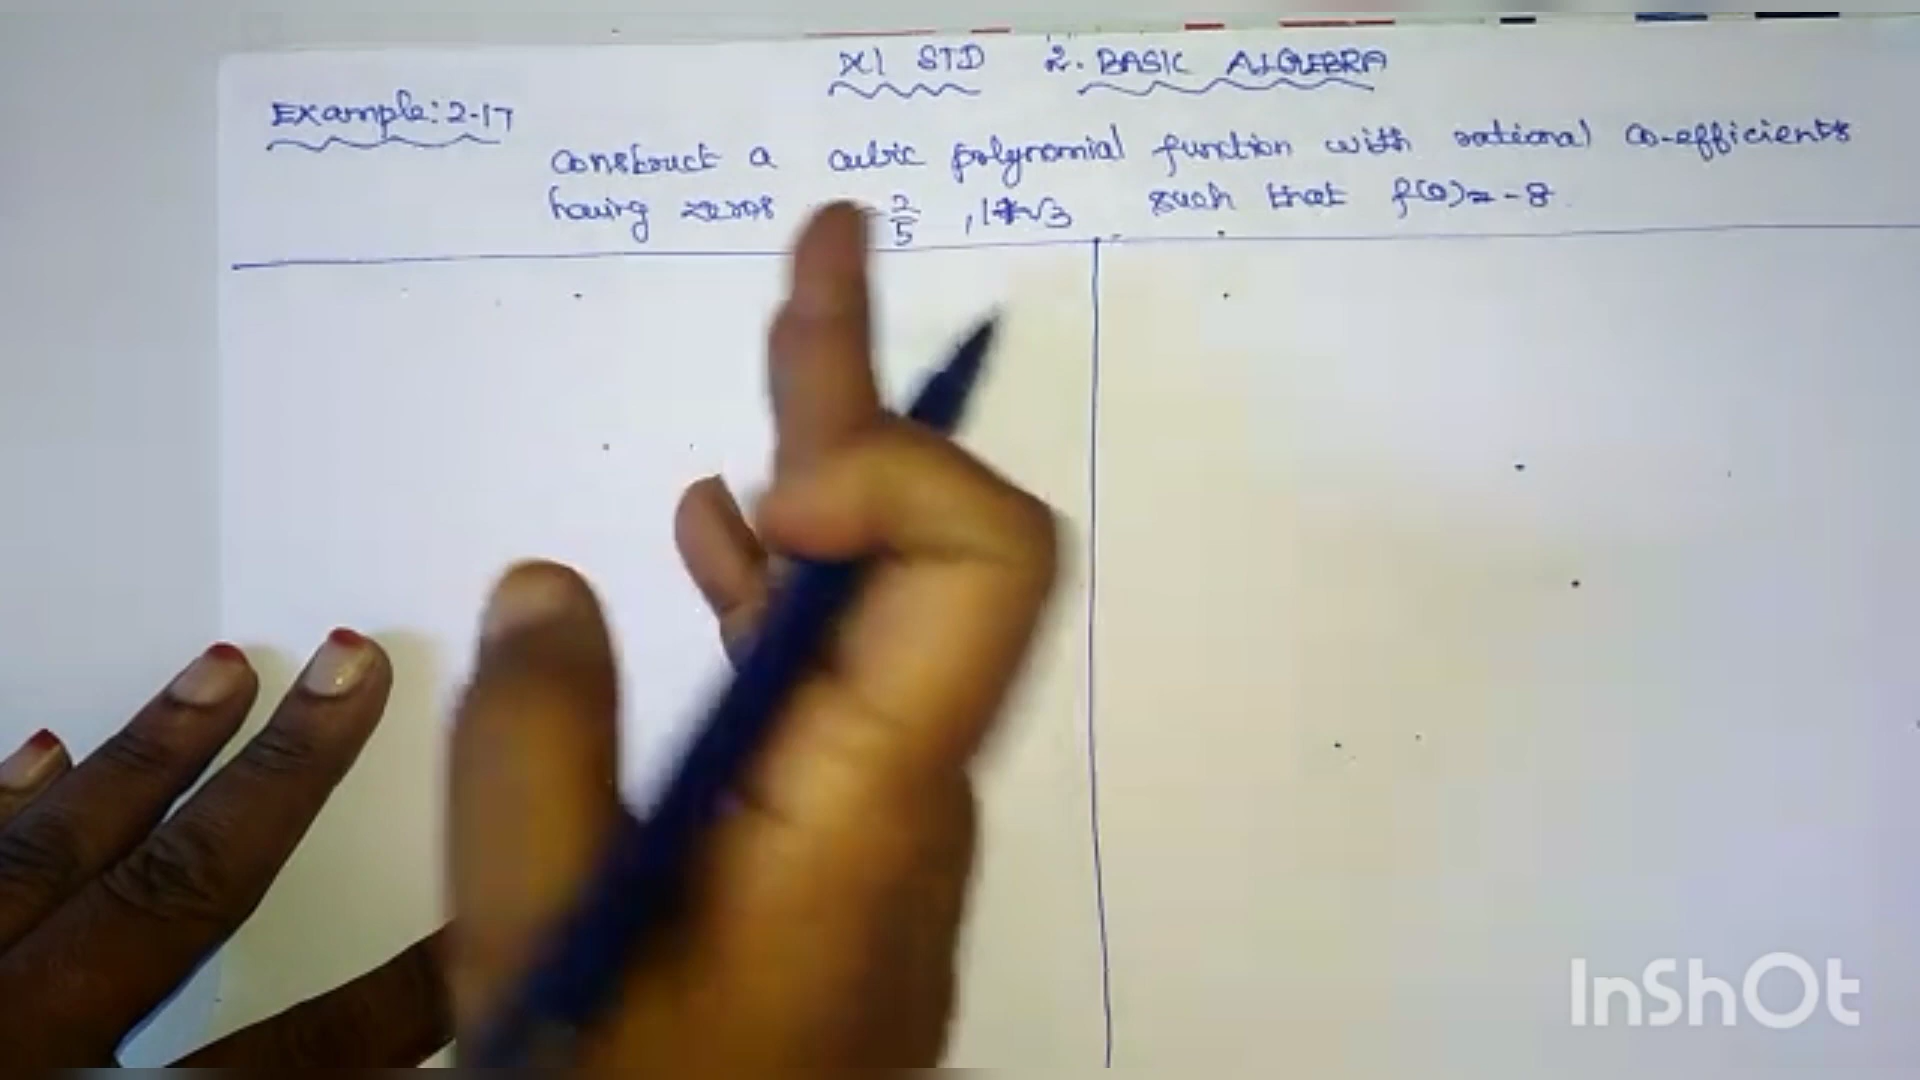 XI STD 2. BASIC ALGEBRA
Example: 2-17
construct a cubic polynomial function with rational co-efficients
having zeros 2/5 , 1+√3 such that f(0)=-8
InShOt